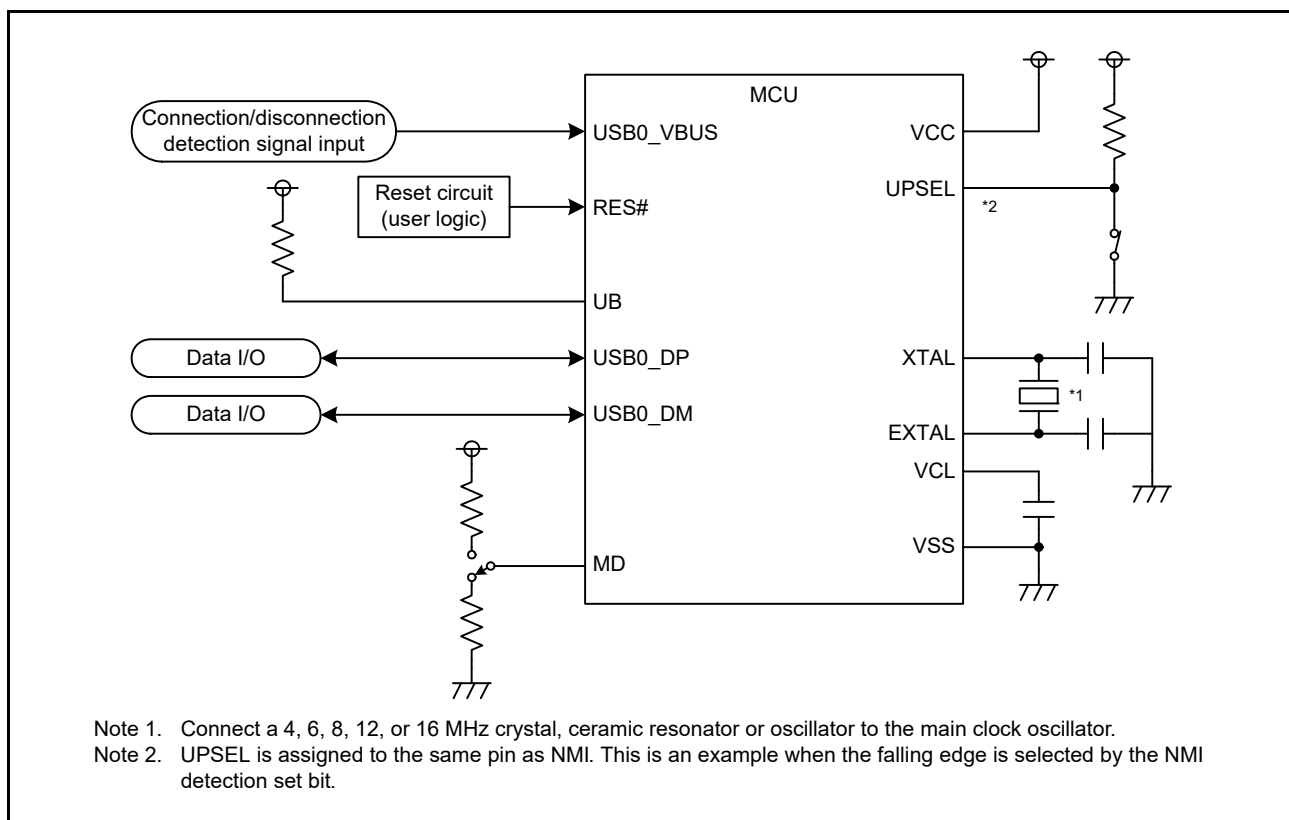 MCU
Connection/disconnection
detection signal input
USB0_VBUS
VCC
Reset circuit
(user logic)
RES#
UPSEL
*2
UB
Data I/O
USB0_DP
XTAL
*1
Data I/O
USB0_DM
EXTAL
VCL
VSS
MD
Note 1. Connect a 4, 6, 8, 12, or 16 MHz crystal, ceramic resonator or oscillator to the main clock oscillator.
Note 2. UPSEL is assigned to the same pin as NMI. This is an example when the falling edge is selected by the NMI
detection set bit.